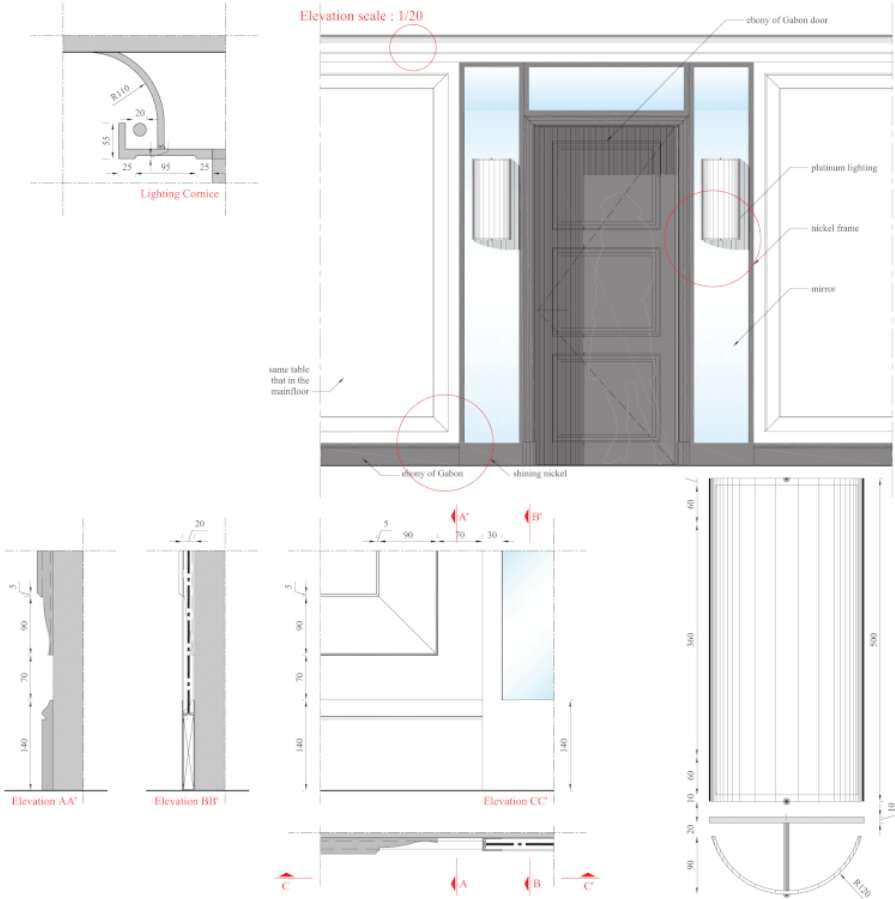 Elevation scale : 1/20
ebony of Gabon door
R110
20
55
25
95
25
Lighting Cornice
platinum lighting
nickel frame
mirror
same table
that in the
mainfloor
ebony of Gabon
shining nickel
A'
B'
20
5
90
70
30
60
5
90
70
140
360
500
140
60
10
10
Elevation AA'
Elevation BB'
Elevation CC'
20
90
R120
C
A
B
C'